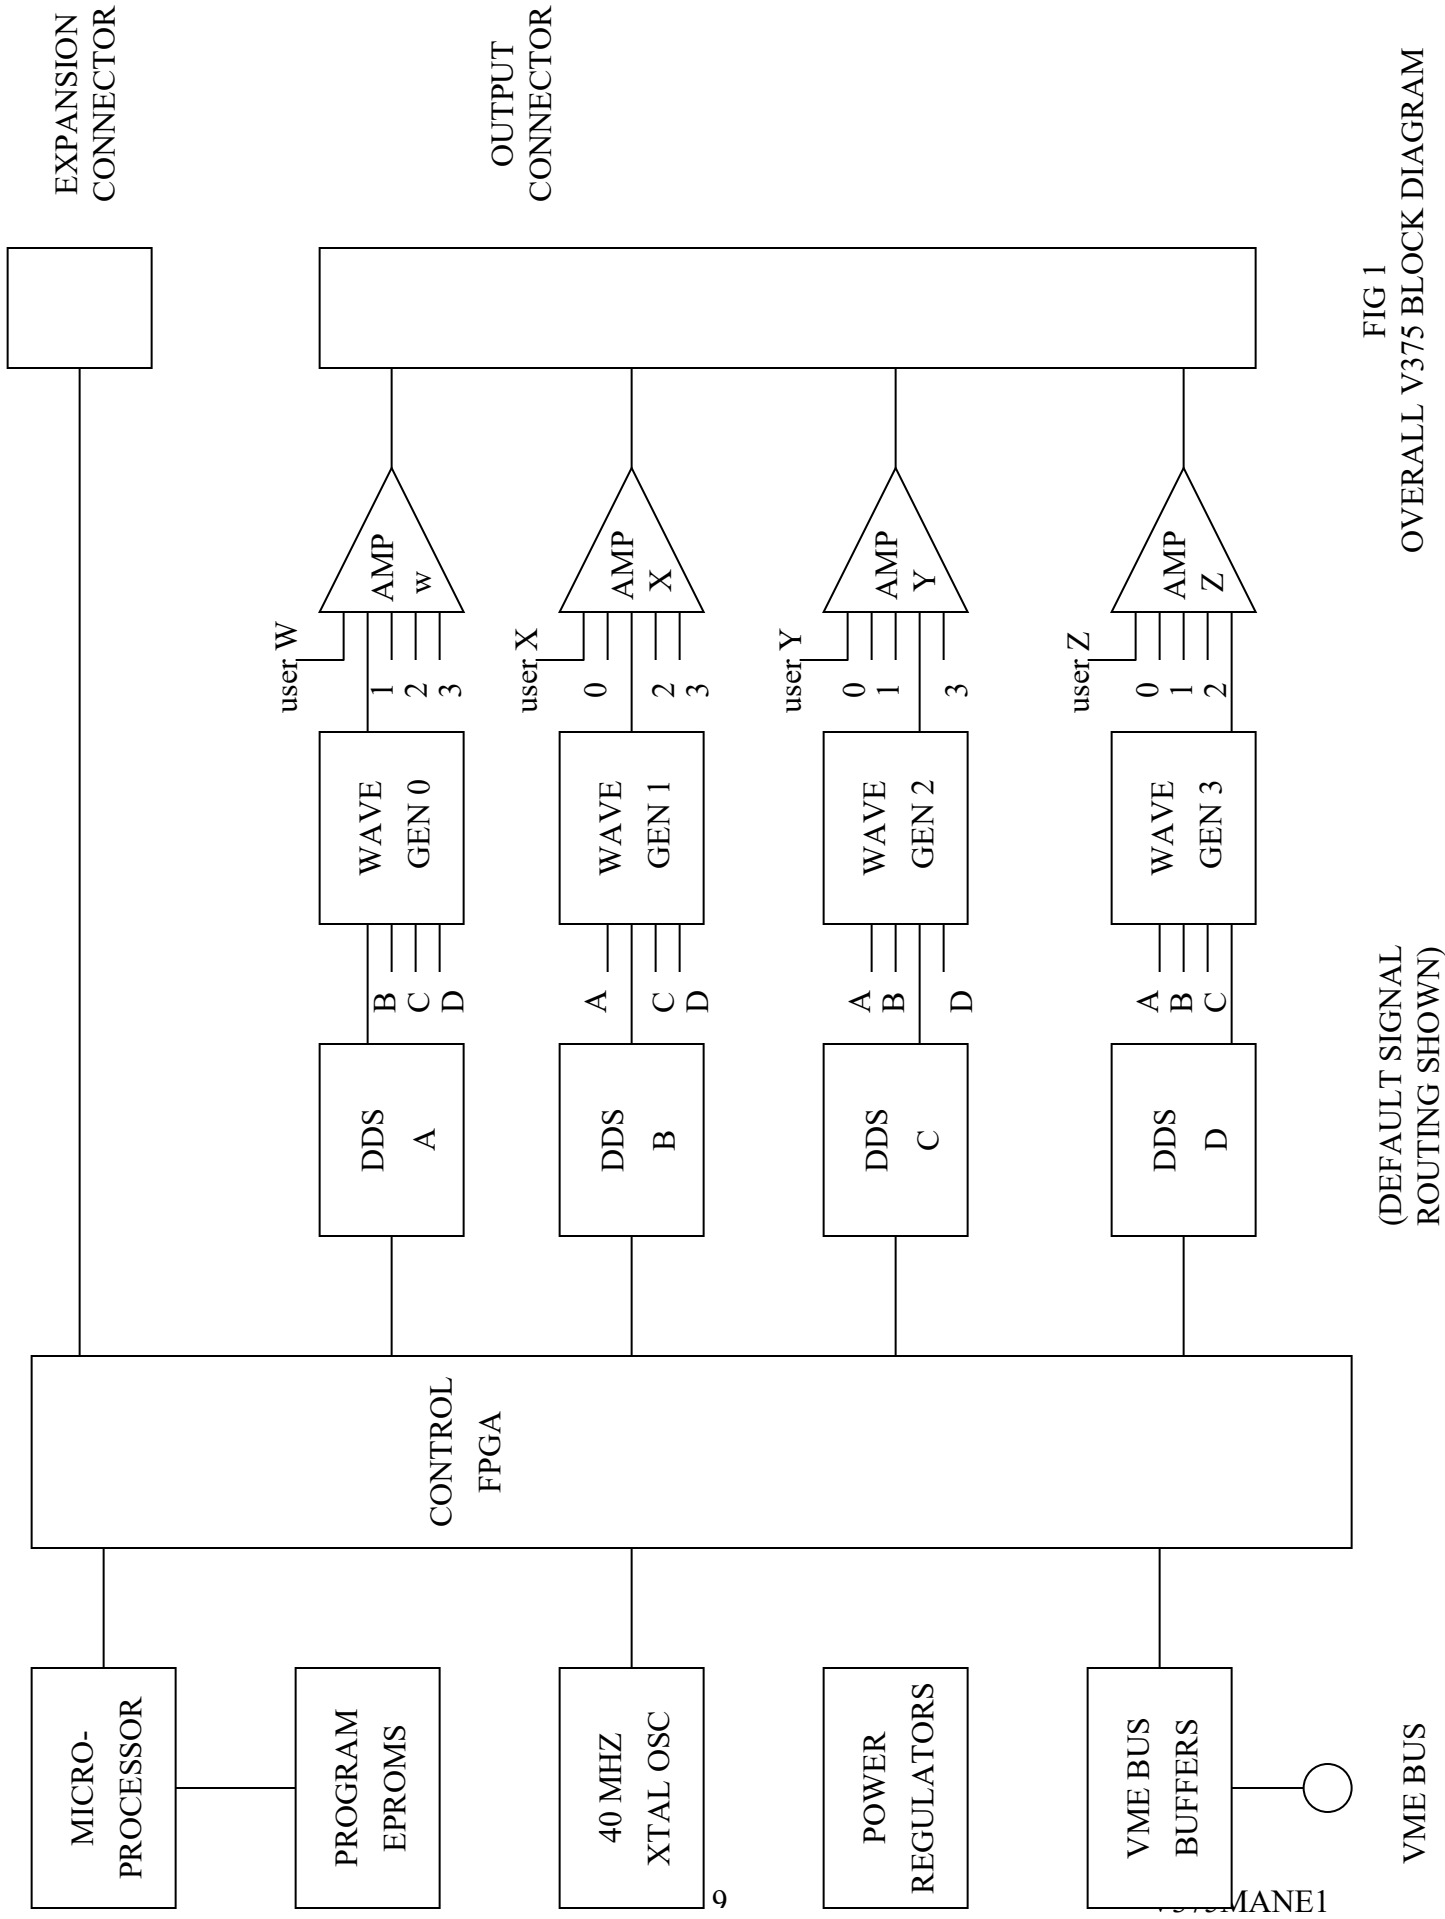 EXPANSION
CONNECTOR
OUTPUT
CONNECTOR
user W
1
2
3
AMP
w
user X
0
2
3
AMP
X
user Y
0
1
3
AMP
Y
user Z
0
1
2
AMP
Z
WAVE
GEN 0
WAVE
GEN 1
WAVE
GEN 2
WAVE
GEN 3
B
C
D
A
C
D
A
B
D
A
B
C
DDS
A
DDS
B
DDS
C
DDS
D
CONTROL
FPGA
MICRO-
PROCESSOR
PROGRAM
EPROMS
40 MHZ
XTAL OSC
POWER
REGULATORS
VME BUS
BUFFERS
VME BUS
(DEFAULT SIGNAL
ROUTING SHOWN)
FIG 1
OVERALL V375 BLOCK DIAGRAM
9